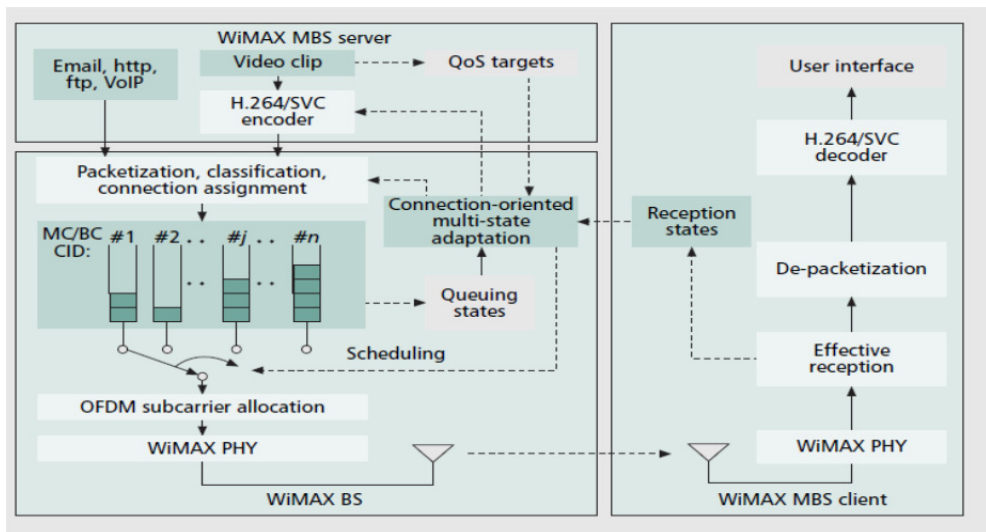 WiMAX MBS server
Email, http,
ftp, VoIP
Video clip
QoS targets
H.264/SVC
encoder
Packetization, classification,
connection assignment
MC/BC
CID:
#1 #2 . . #j . . #n
. . . .
Connection-oriented
multi-state
adaptation
Queuing
states
Scheduling
OFDM subcarrier allocation
WiMAX PHY
WiMAX BS
User interface
H.264/SVC
decoder
Reception
states
De-packetization
Effective
reception
WiMAX PHY
WiMAX MBS client